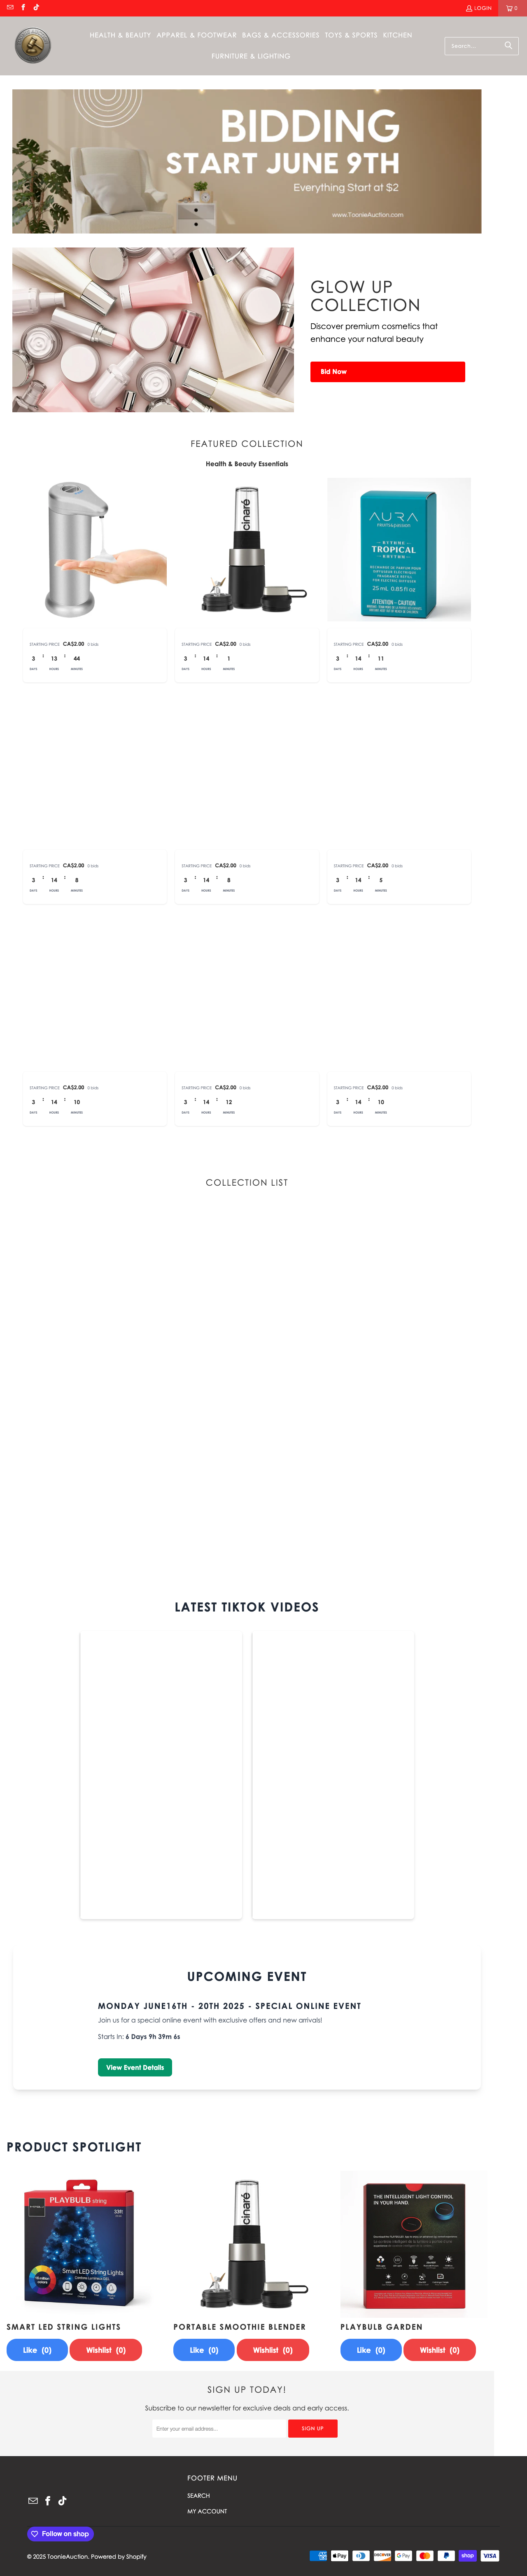 LOGIN
0
HEALTH & BEAUTY APPAREL & FOOTWEAR BAGS & ACCESSORIES TOYS & SPORTS KITCHEN
FURNITURE & LIGHTING
Search...
BIDDING
START JUNE 9TH
Everything Start at $2
www.ToonieAuction.com
GLOW UP
COLLECTION
Discover premium cosmetics that
enhance your natural beauty
Bid Now
FEATURED COLLECTION
Health & Beauty Essentials
cinaré
AURA
RYTHME
TROPICAL
RHYTHM
25 mL 0.85 fl.oz
ATTENTION - CAUTION
STARTING PRICE CA$2.00 0 bids
3 : 13 : 44
DAYS HOURS MINUTES
STARTING PRICE CA$2.00 0 bids
3 : 14 : 1
DAYS HOURS MINUTES
STARTING PRICE CA$2.00 0 bids
3 : 14 : 11
DAYS HOURS MINUTES
STARTING PRICE CA$2.00 0 bids
3 : 14 : 8
DAYS HOURS MINUTES
STARTING PRICE CA$2.00 0 bids
3 : 14 : 8
DAYS HOURS MINUTES
STARTING PRICE CA$2.00 0 bids
3 : 14 : 5
DAYS HOURS MINUTES
STARTING PRICE CA$2.00 0 bids
3 : 14 : 10
DAYS HOURS MINUTES
STARTING PRICE CA$2.00 0 bids
3 : 14 : 12
DAYS HOURS MINUTES
STARTING PRICE CA$2.00 0 bids
3 : 14 : 10
DAYS HOURS MINUTES
COLLECTION LIST
LATEST TIKTOK VIDEOS
UPCOMING EVENT
MONDAY JUNE16TH - 20TH 2025 - SPECIAL ONLINE EVENT
Join us for a special online event with exclusive offers and new arrivals!
Starts In: 6 Days 9h 39m 6s
View Event Details
PRODUCT SPOTLIGHT
PLAYBULB string
33ft
Smart LED String Lights
cinaré
THE INTELLIGENT LIGHT CONTROL
IN YOUR HAND.
SMART LED STRING LIGHTS
Like (0) Wishlist (0)
PORTABLE SMOOTHIE BLENDER
Like (0) Wishlist (0)
PLAYBULB GARDEN
Like (0) Wishlist (0)
SIGN UP TODAY!
Subscribe to our newsletter for exclusive deals and early access.
Enter your email address...
SIGN UP
FOOTER MENU
SEARCH
MY ACCOUNT
Follow on shop
© 2025 ToonieAuction. Powered by Shopify
AMEX
Apple Pay
DISCOVER
G Pay
shop
VISA